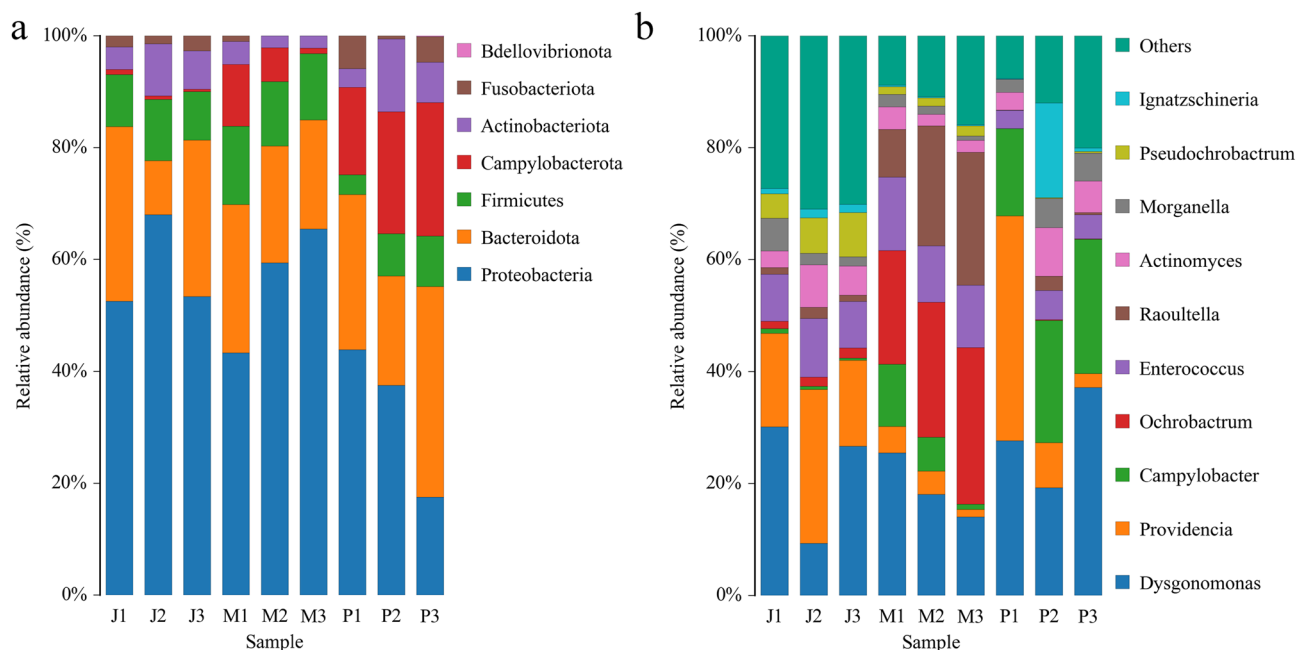 a
Relative abundance (%)
100%
80%
60%
40%
20%
0%
J1 J2 J3 M1 M2 M3 P1 P2 P3
Sample
Bdellovibrionota
Fusobacteriota
Actinobacteriota
Campylobacterota
Firmicutes
Bacteroidota
Proteobacteria
b
Relative abundance (%)
100%
80%
60%
40%
20%
0%
J1 J2 J3 M1 M2 M3 P1 P2 P3
Sample
Others
Ignatzschineria
Pseudochrobactrum
Morganella
Actinomyces
Raoultella
Enterococcus
Ochrobactrum
Campylobacter
Providencia
Dysgonomonas